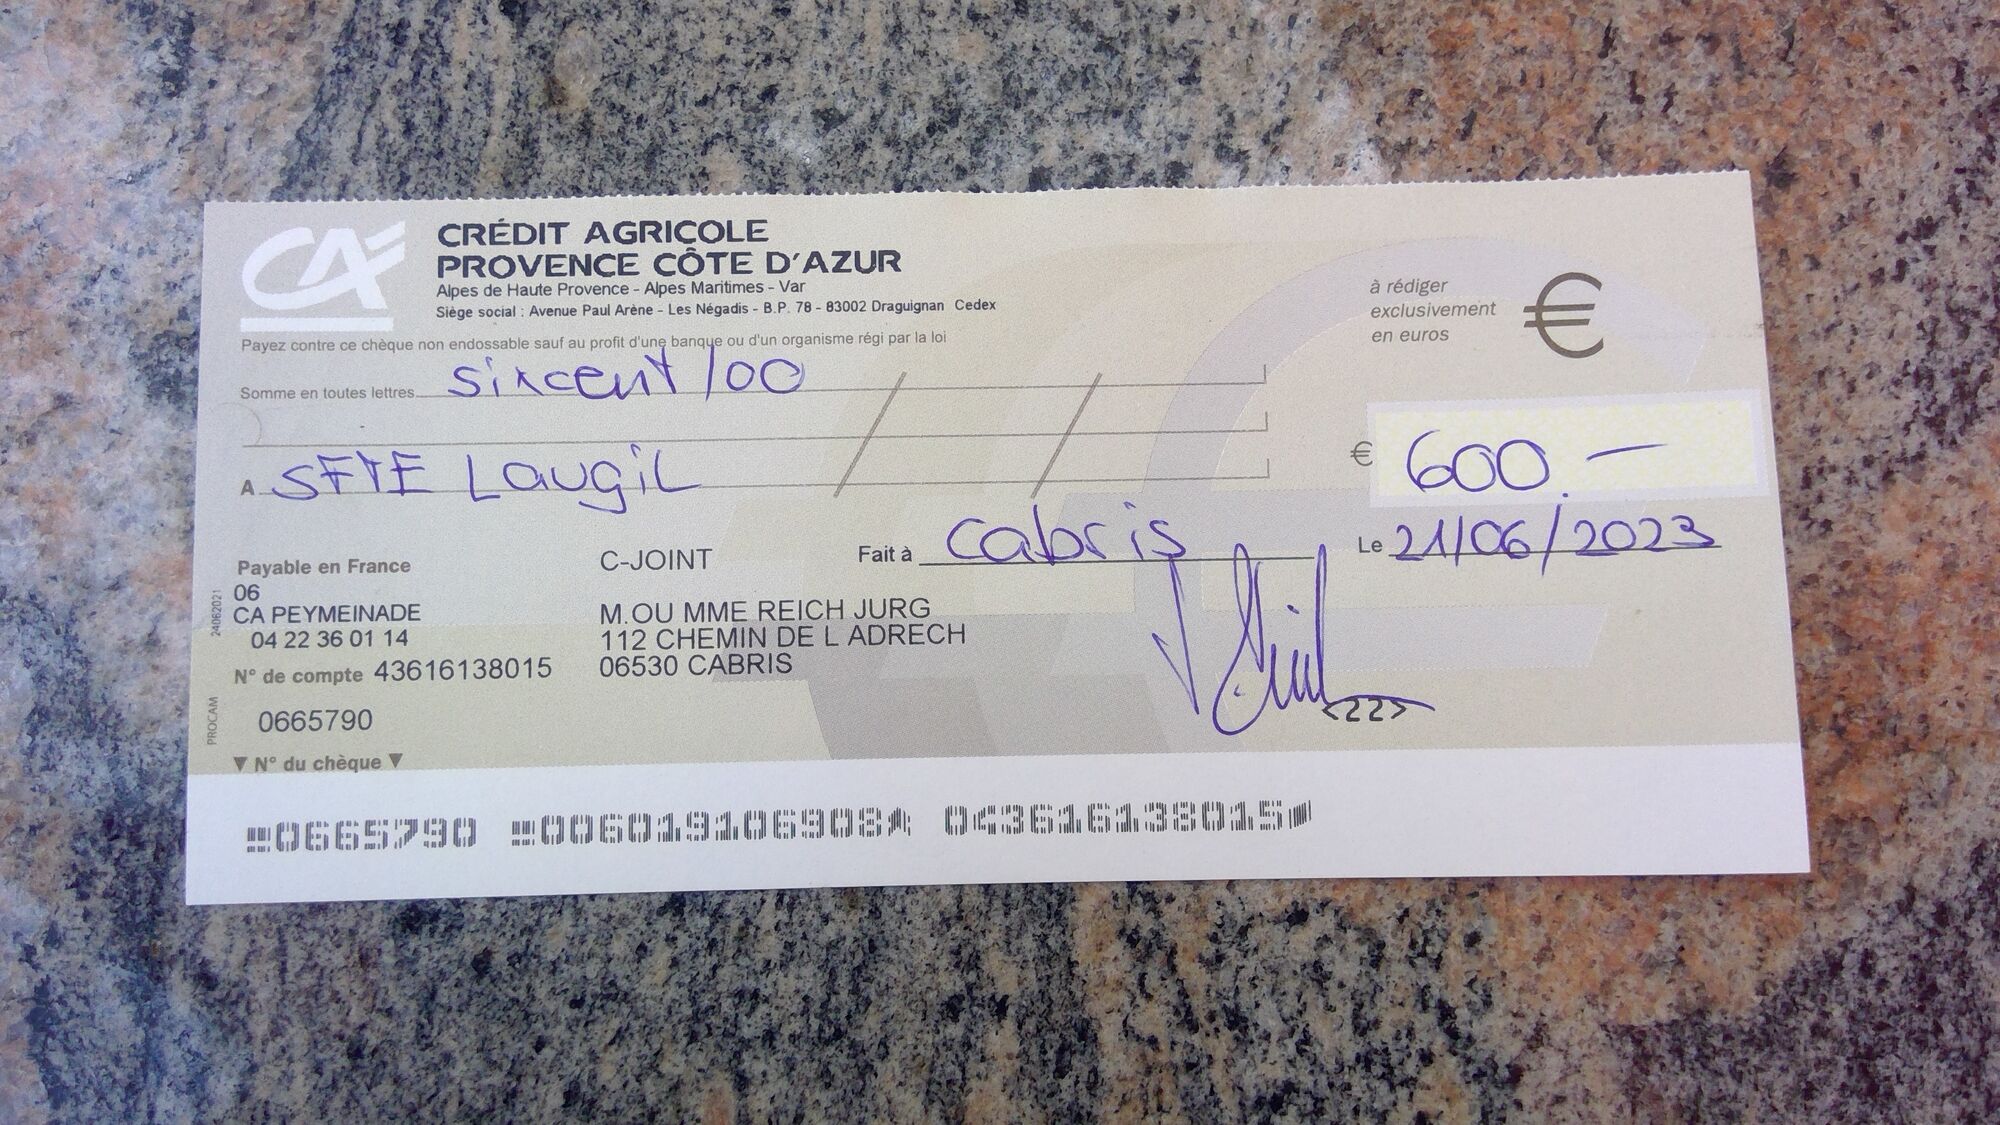 CA
CRÉDIT AGRICOLE
PROVENCE CÔTE D'AZUR
Alpes de Haute Provence - Alpes Maritimes - Var
Siège social : Avenue Paul Arène - Les Négadis - B.P. 78 - 83002 Draguignan Cedex
à rédiger
exclusivement
en euros
€
Payez contre ce chèque non endossable sauf au profit d'une banque ou d'un organisme régi par la loi
Somme en toutes lettres sixcent/00
€ 600.—
A STE Laugil
Fait à Cabris Le 21/06/2023
Payable en France
06
CA PEYMEINADE
04 22 36 01 14
N° de compte 43616138015
0665790
▼ N° du chèque ▼
C-JOINT
M.OU MME REICH JURG
112 CHEMIN DE L ADRECH
06530 CABRIS
<22>
24062021
PROCAM
0665790 006019106908 043616138015